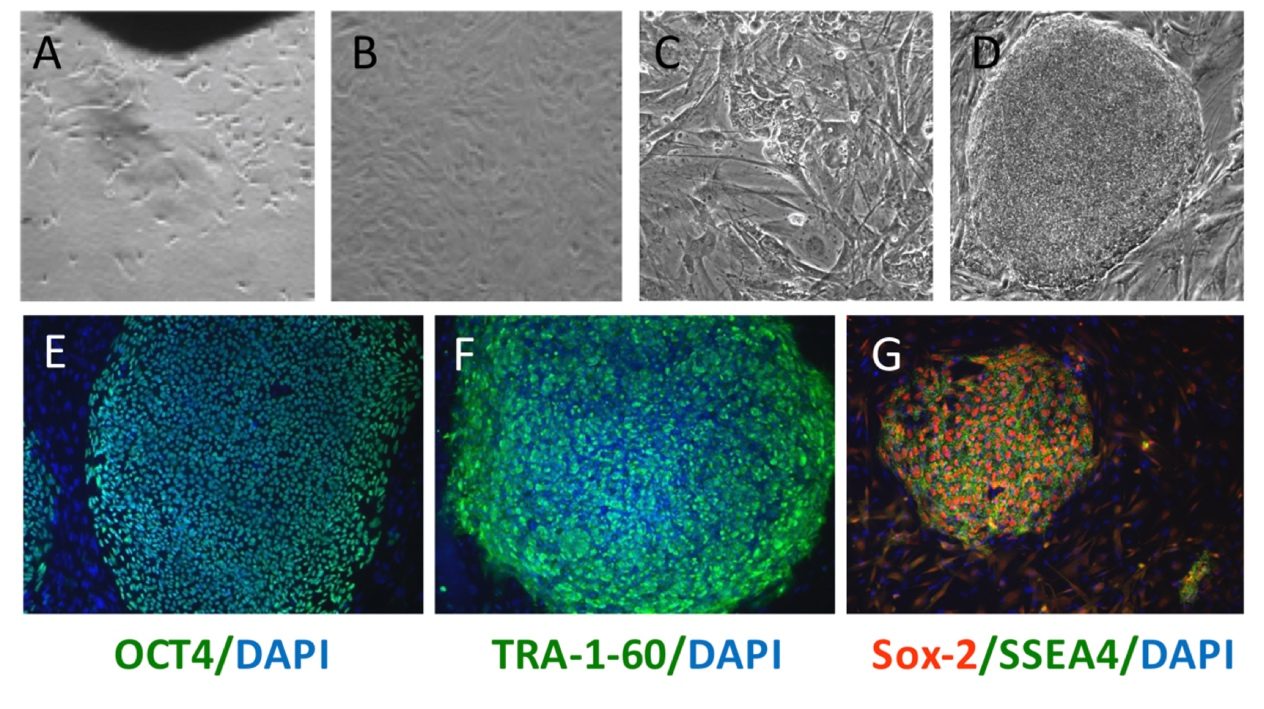 A B C D
E F G
OCT4/DAPI TRA-1-60/DAPI Sox-2/SSEA4/DAPI